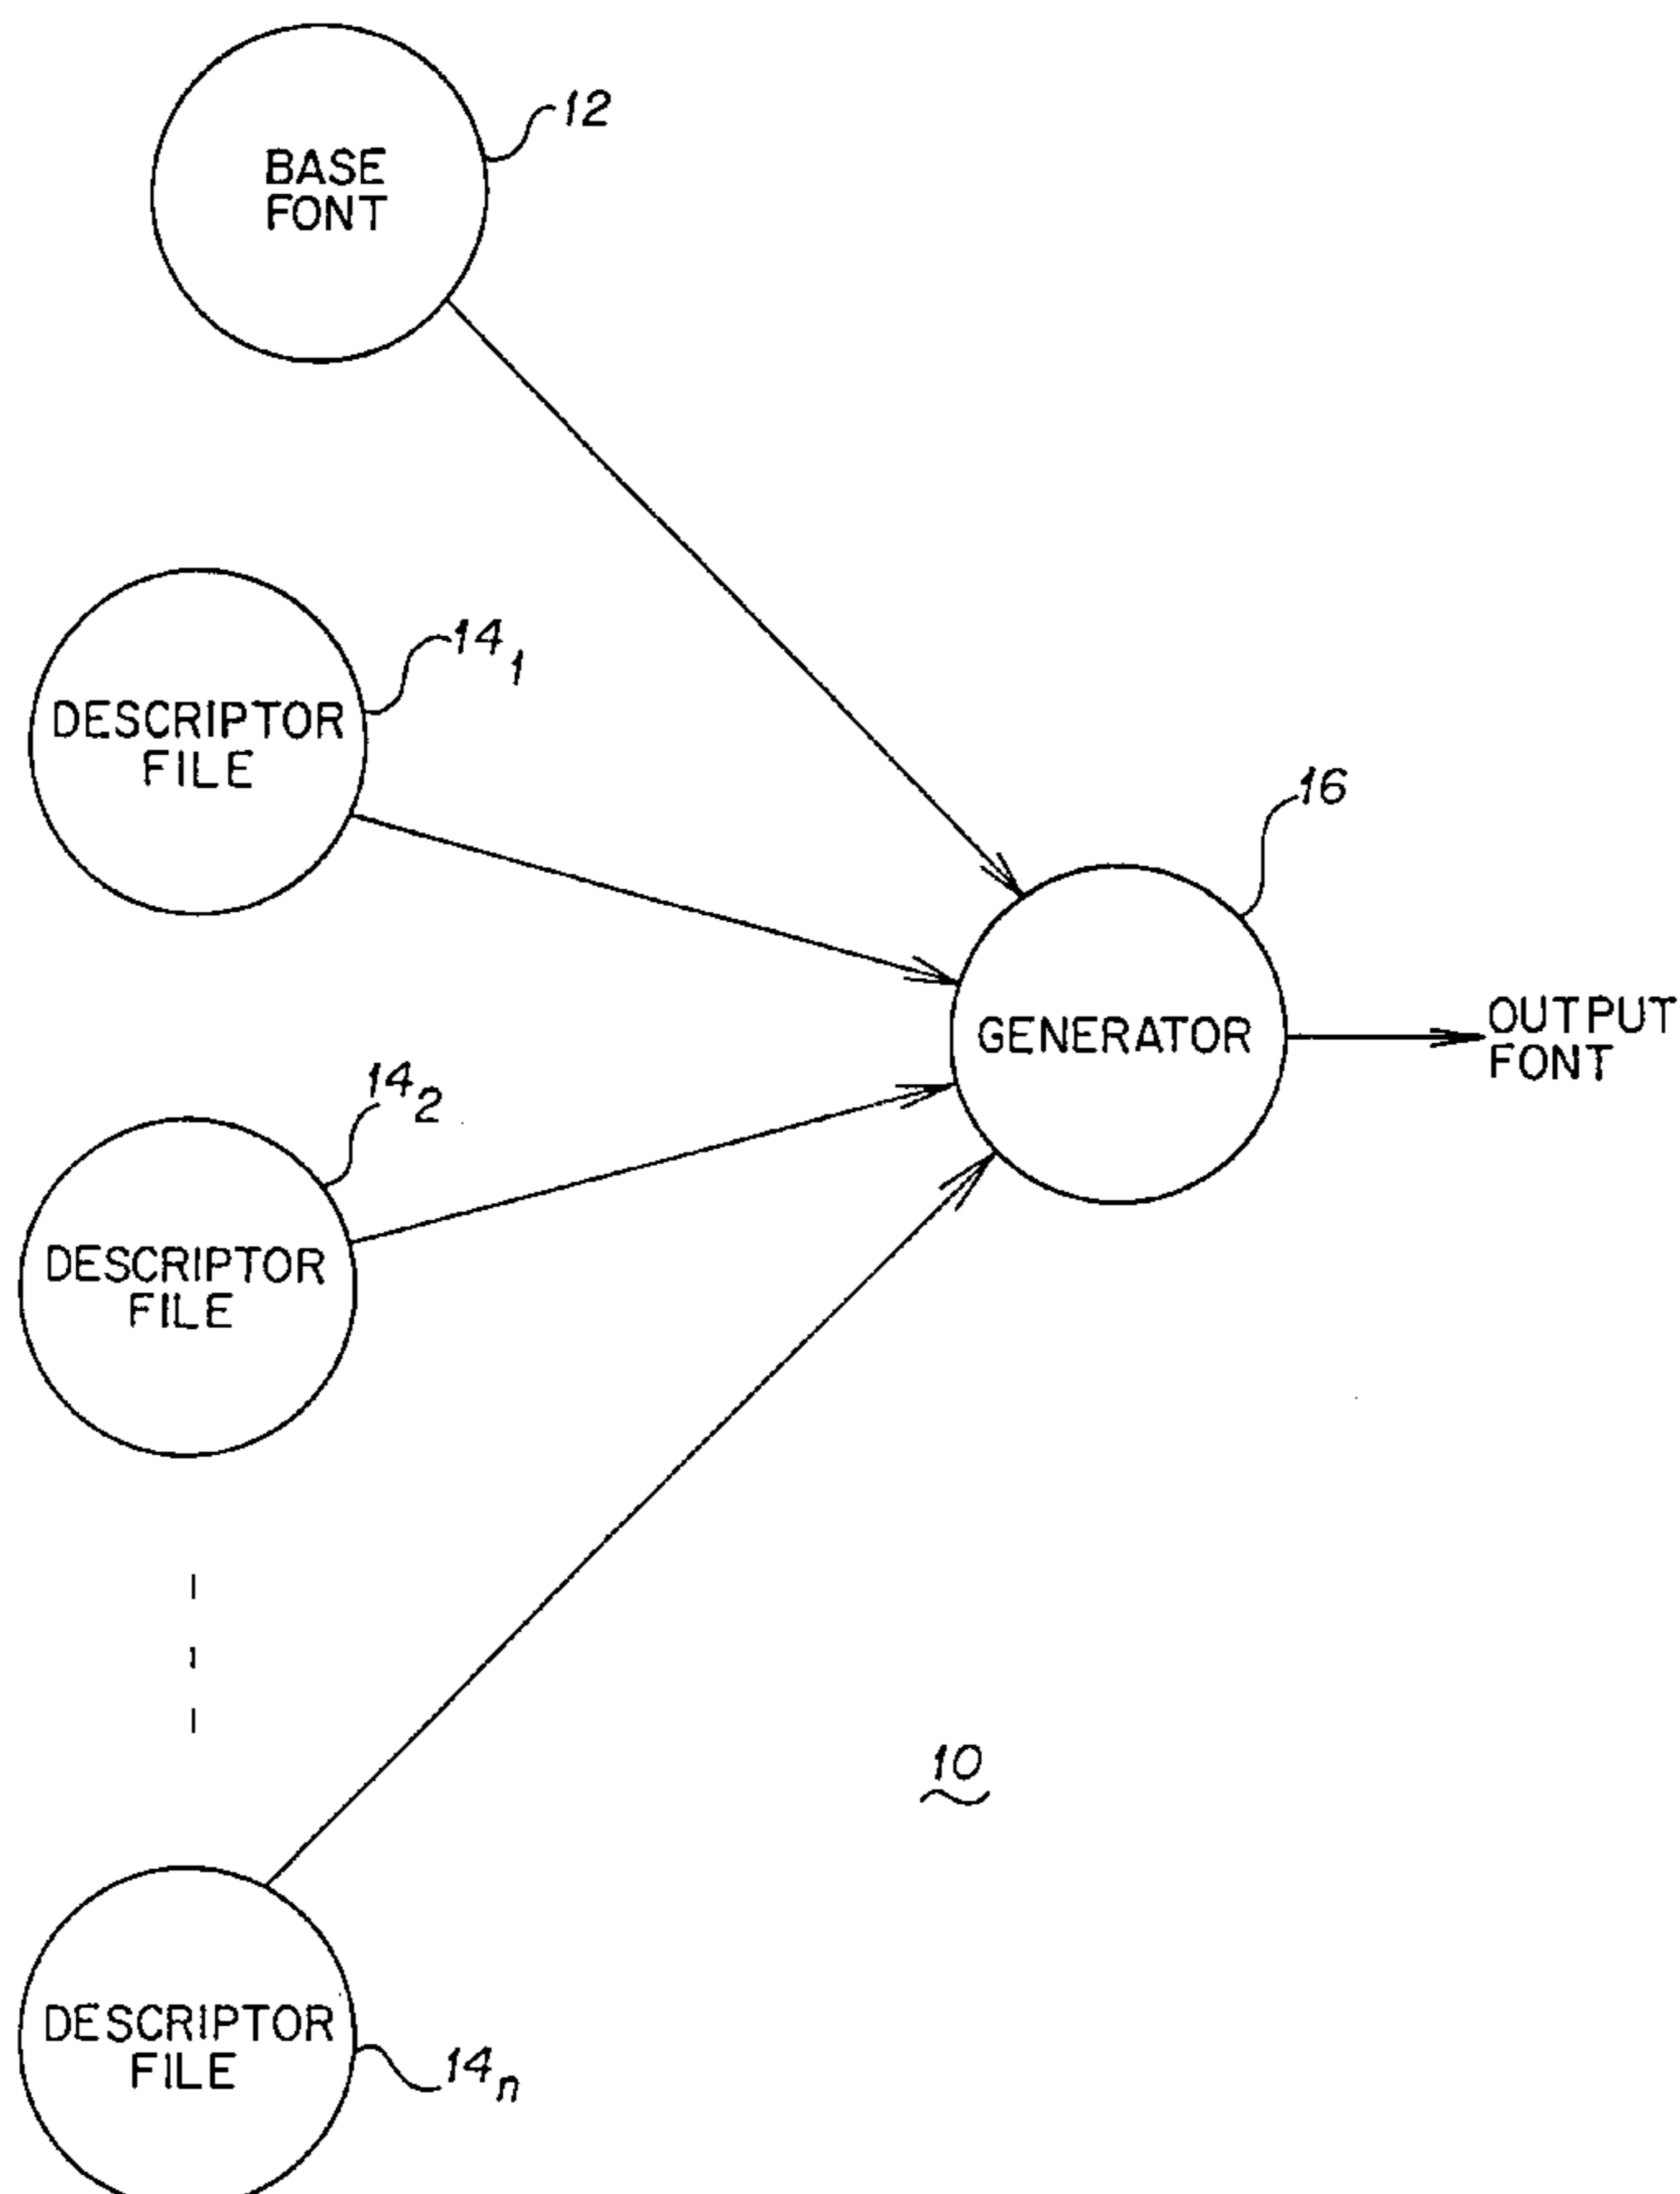 12
BASE
FONT
14₁
DESCRIPTOR
FILE
16
GENERATOR
OUTPUT
FONT
14₂
DESCRIPTOR
FILE
10
DESCRIPTOR
FILE
14ₙ